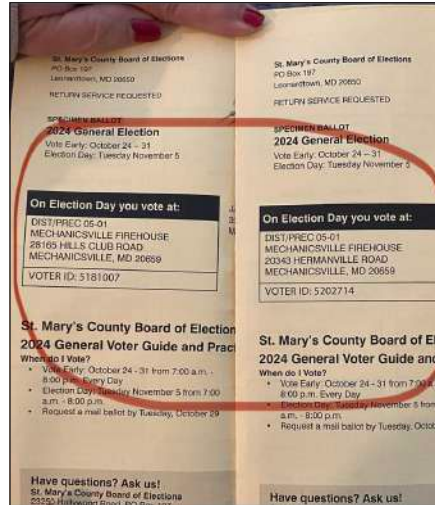 St. Mary's County Board of Elections
PO Box 197
Leonardtown, MD 20650
RETURN SERVICE REQUESTED
SPECIMEN BALLOT
2024 General Election
Vote Early: October 24 – 31
Election Day: Tuesday November 5
On Election Day you vote at:
DIST/PREC 05-01
MECHANICSVILLE FIREHOUSE
28165 HILLS CLUB ROAD
MECHANICSVILLE, MD 20659
VOTER ID: 5181007
St. Mary's County Board of Election
2024 General Voter Guide and Prac
When do I Vote?
• Vote Early: October 24 - 31 from 7:00 a.m. -
8:00 p.m. Every Day
• Election Day: Tuesday November 5 from 7:00
a.m. - 8:00 p.m.
• Request a mail ballot by Tuesday, October 29
Have questions? Ask us!
St. Mary's County Board of Elections
23250 Hollywood Road, PO Box 197
St. Mary's County Board of Elections
PO Box 197
Leonardtown, MD 20650
RETURN SERVICE REQUESTED
SPECIMEN BALLOT
2024 General Election
Vote Early: October 24 – 31
Election Day: Tuesday November 5
On Election Day you vote at:
DIST/PREC 05-01
MECHANICSVILLE FIREHOUSE
20343 HERMANVILLE ROAD
MECHANICSVILLE, MD 20659
VOTER ID: 5202714
St. Mary's County Board of El
2024 General Voter Guide and
When do I Vote?
• Vote Early: October 24 - 31 from 7:00 a
8:00 p.m. Every Day
• Election Day: Tuesday November 5 from
a.m. - 8:00 p.m.
• Request a mail ballot by Tuesday, Octob
Have questions? Ask us!